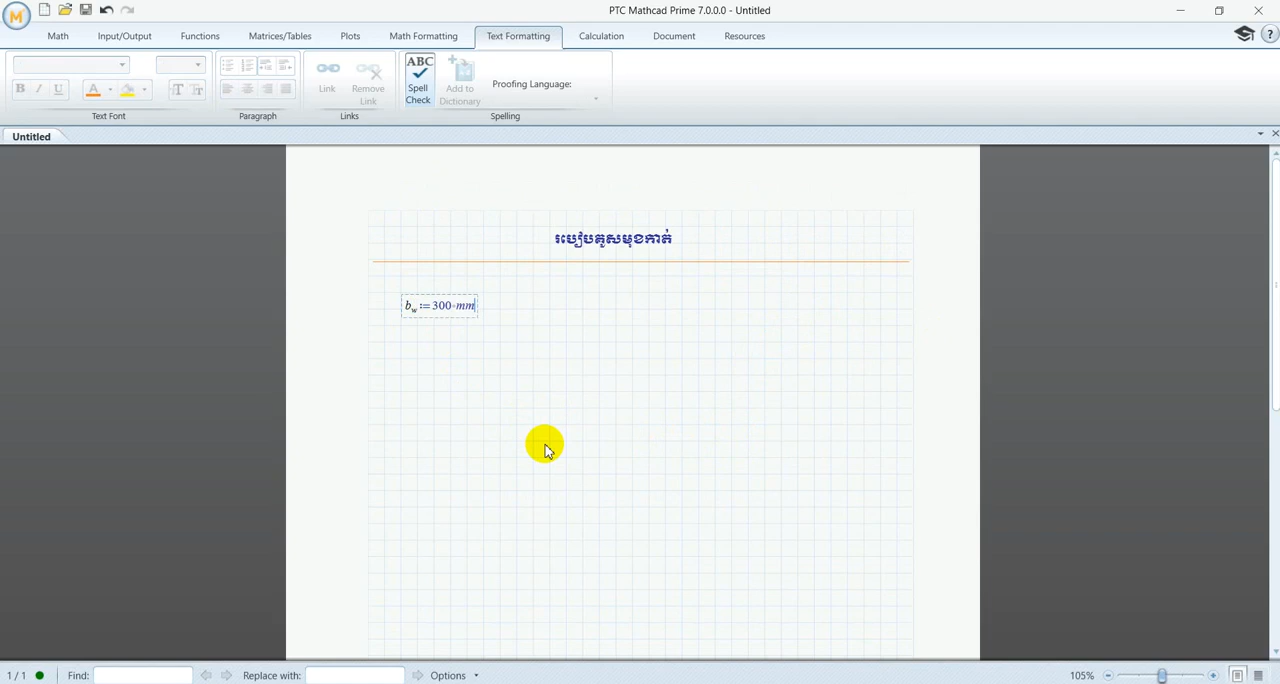 PTC Mathcad Prime 7.0.0.0 - Untitled
Math Input/Output Functions Matrices/Tables Plots Math Formatting Text Formatting Calculation Document Resources
B I U A
ABC
Spell Check
Link
Remove Link
Add to Dictionary
Proofing Language:
Text Font Paragraph Links Spelling
Untitled
របៀបគូសមុខកាត់
b_w := 300·mm
1 / 1 Find: Replace with: Options 105%